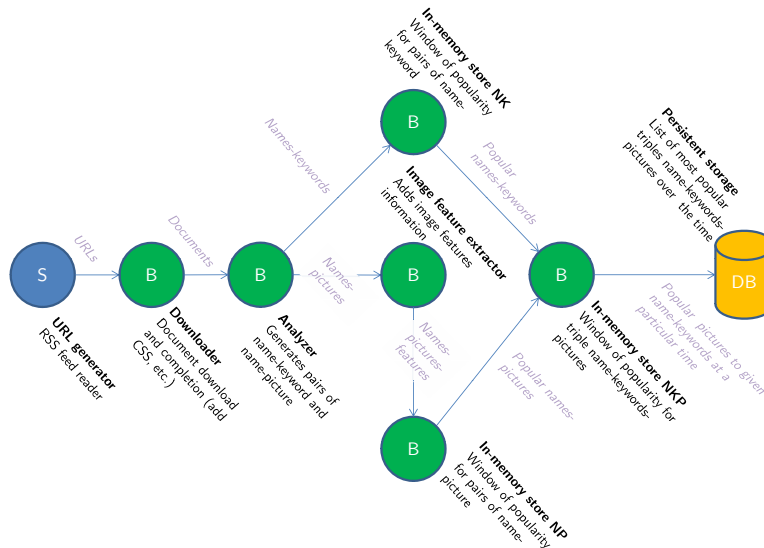 S
URL generator
RSS feed reader
URLs
B
Downloader
Document download
and completion (add
CSS, etc.)
Documents
B
Analyzer
Generates pairs of
name-keyword and
name-picture
Names-keywords
In-memory store NK
Window of popularity
for pairs of name-
keyword
B
Popular
names-keywords
Names-
pictures
Image feature extractor
Adds image features
information
B
Names-
pictures-
features
B
In-memory store NP
Window of popularity
for pairs of name-
picture
Popular names-
pictures
B
In-memory store NKP
Window of popularity for
triple name-keywords-
pictures
Popular pictures to given
name-keywords at a
particular time
Persistent storage
List of most popular
triples name-keywords-
pictures over the time
DB